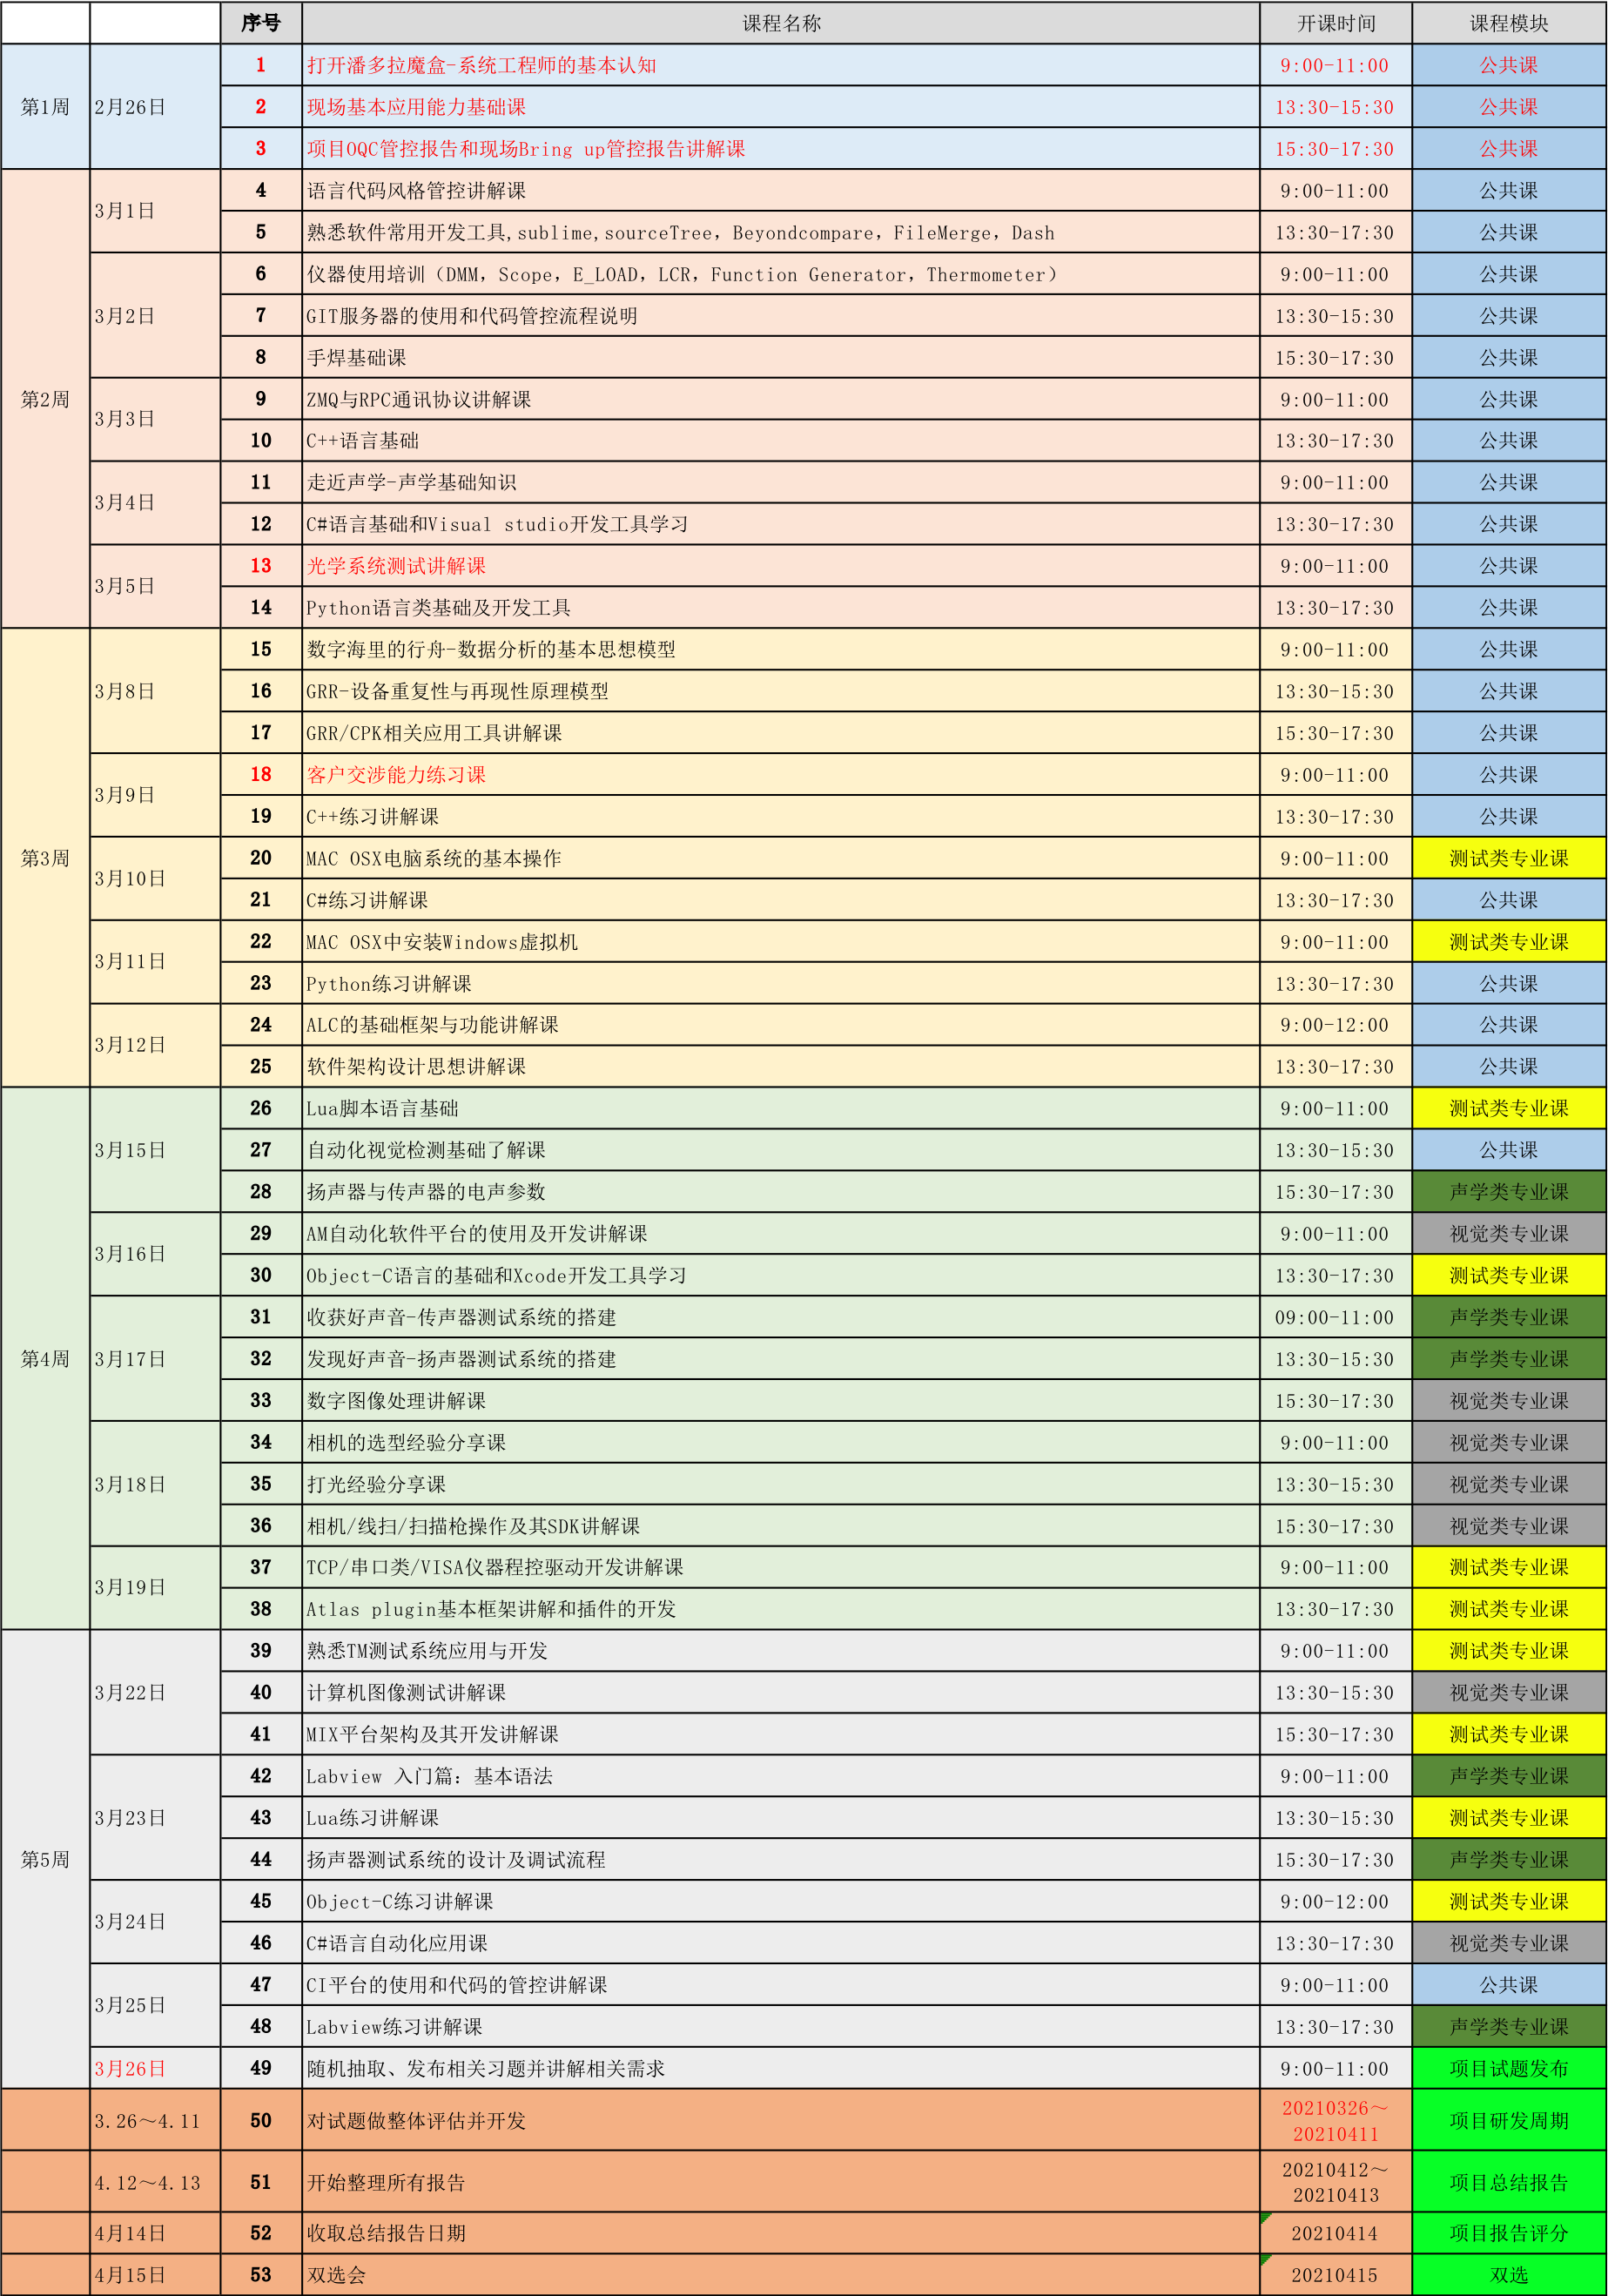 序号 课程名称 开课时间 课程模块
第1周 2月26日 1 打开潘多拉魔盒-系统工程师的基本认知 9:00-11:00 公共课
2 现场基本应用能力基础课 13:30-15:30 公共课
3 项目OQC管控报告和现场Bring up管控报告讲解课 15:30-17:30 公共课
第2周 3月1日 4 语言代码风格管控讲解课 9:00-11:00 公共课
5 熟悉软件常用开发工具,sublime,sourceTree，Beyondcompare，FileMerge，Dash 13:30-17:30 公共课
3月2日 6 仪器使用培训（DMM，Scope，E_LOAD，LCR，Function Generator，Thermometer） 9:00-11:00 公共课
7 GIT服务器的使用和代码管控流程说明 13:30-15:30 公共课
8 手焊基础课 15:30-17:30 公共课
3月3日 9 ZMQ与RPC通讯协议讲解课 9:00-11:00 公共课
10 C++语言基础 13:30-17:30 公共课
3月4日 11 走近声学-声学基础知识 9:00-11:00 公共课
12 C#语言基础和Visual studio开发工具学习 13:30-17:30 公共课
3月5日 13 光学系统测试讲解课 9:00-11:00 公共课
14 Python语言类基础及开发工具 13:30-17:30 公共课
第3周 3月8日 15 数字海里的行舟-数据分析的基本思想模型 9:00-11:00 公共课
16 GRR-设备重复性与再现性原理模型 13:30-15:30 公共课
17 GRR/CPK相关应用工具讲解课 15:30-17:30 公共课
3月9日 18 客户交涉能力练习课 9:00-11:00 公共课
19 C++练习讲解课 13:30-17:30 公共课
3月10日 20 MAC OSX电脑系统的基本操作 9:00-11:00 测试类专业课
21 C#练习讲解课 13:30-17:30 公共课
3月11日 22 MAC OSX中安装Windows虚拟机 9:00-11:00 测试类专业课
23 Python练习讲解课 13:30-17:30 公共课
3月12日 24 ALC的基础框架与功能讲解课 9:00-12:00 公共课
25 软件架构设计思想讲解课 13:30-17:30 公共课
第4周 3月15日 26 Lua脚本语言基础 9:00-11:00 测试类专业课
27 自动化视觉检测基础了解课 13:30-15:30 公共课
28 扬声器与传声器的电声参数 15:30-17:30 声学类专业课
3月16日 29 AM自动化软件平台的使用及开发讲解课 9:00-11:00 视觉类专业课
30 Object-C语言的基础和Xcode开发工具学习 13:30-17:30 测试类专业课
3月17日 31 收获好声音-传声器测试系统的搭建 09:00-11:00 声学类专业课
32 发现好声音-扬声器测试系统的搭建 13:30-15:30 声学类专业课
33 数字图像处理讲解课 15:30-17:30 视觉类专业课
3月18日 34 相机的选型经验分享课 9:00-11:00 视觉类专业课
35 打光经验分享课 13:30-15:30 视觉类专业课
36 相机/线扫/扫描枪操作及其SDK讲解课 15:30-17:30 视觉类专业课
3月19日 37 TCP/串口类/VISA仪器程控驱动开发讲解课 9:00-11:00 测试类专业课
38 Atlas plugin基本框架讲解和插件的开发 13:30-17:30 测试类专业课
第5周 3月22日 39 熟悉TM测试系统应用与开发 9:00-11:00 测试类专业课
40 计算机图像测试讲解课 13:30-15:30 视觉类专业课
41 MIX平台架构及其开发讲解课 15:30-17:30 测试类专业课
3月23日 42 Labview 入门篇：基本语法 9:00-11:00 声学类专业课
43 Lua练习讲解课 13:30-15:30 测试类专业课
44 扬声器测试系统的设计及调试流程 15:30-17:30 声学类专业课
3月24日 45 Object-C练习讲解课 9:00-12:00 测试类专业课
46 C#语言自动化应用课 13:30-17:30 视觉类专业课
3月25日 47 CI平台的使用和代码的管控讲解课 9:00-11:00 公共课
48 Labview练习讲解课 13:30-17:30 声学类专业课
3月26日 49 随机抽取、发布相关习题并讲解相关需求 9:00-11:00 项目试题发布
3.26～4.11 50 对试题做整体评估并开发 20210326～ 项目研发周期
20210411
4.12～4.13 51 开始整理所有报告 20210412～ 项目总结报告
20210413
4月14日 52 收取总结报告日期 20210414 项目报告评分
4月15日 53 双选会 20210415 双选